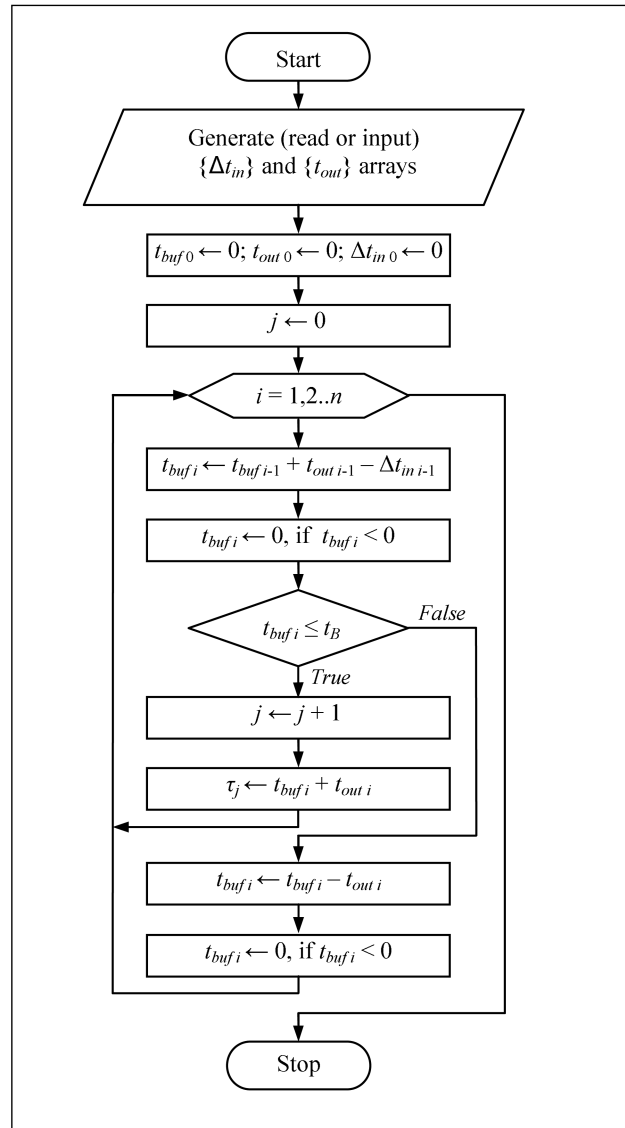 Start
Generate (read or input)
{Δt_in} and {t_out} arrays
t_buf 0 ← 0; t_out 0 ← 0; Δt_in 0 ← 0
j ← 0
i = 1,2..n
t_buf i ← t_buf i-1 + t_out i-1 − Δt_in i-1
t_buf i ← 0, if t_buf i < 0
t_buf i ≤ t_B
False
True
j ← j + 1
τ_j ← t_buf i + t_out i
t_buf i ← t_buf i − t_out i
t_buf i ← 0, if t_buf i < 0
Stop